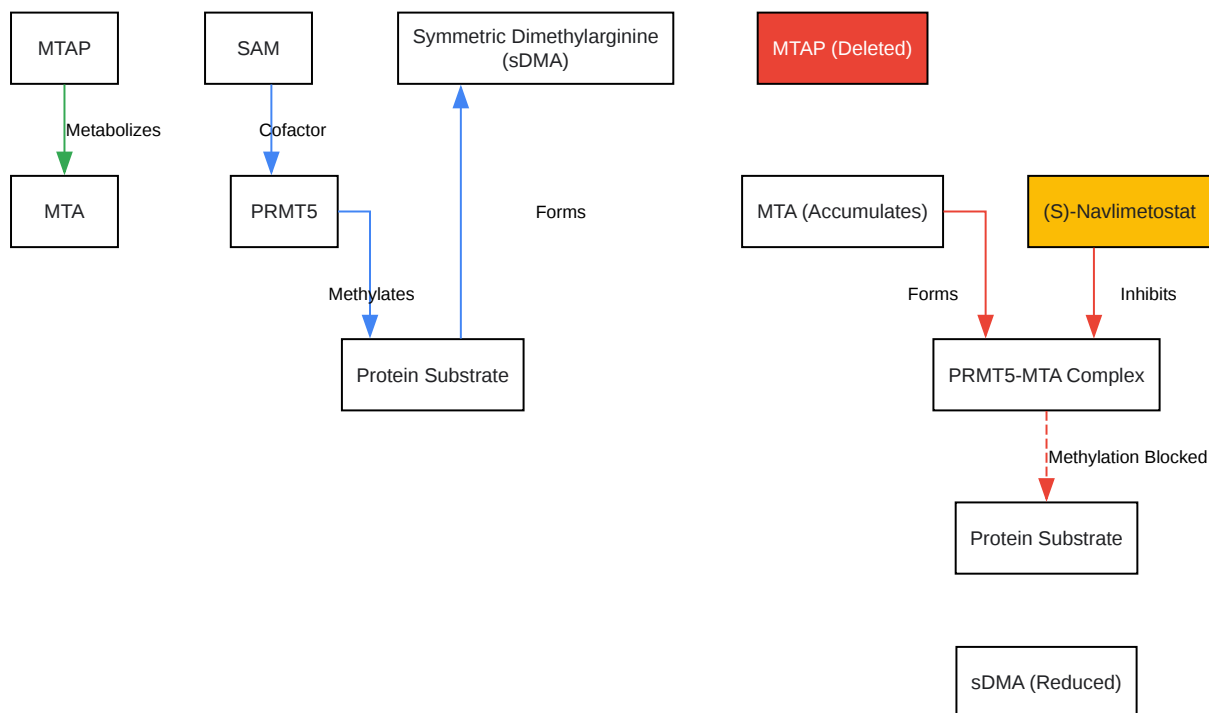 MTAP
SAM
Symmetric Dimethylarginine
(sDMA)
MTAP (Deleted)
Metabolizes
Cofactor
MTA
PRMT5
MTA (Accumulates)
(S)-Navlimetostat
Forms
Methylates
Forms
Inhibits
Protein Substrate
PRMT5-MTA Complex
Methylation Blocked
Protein Substrate
sDMA (Reduced)